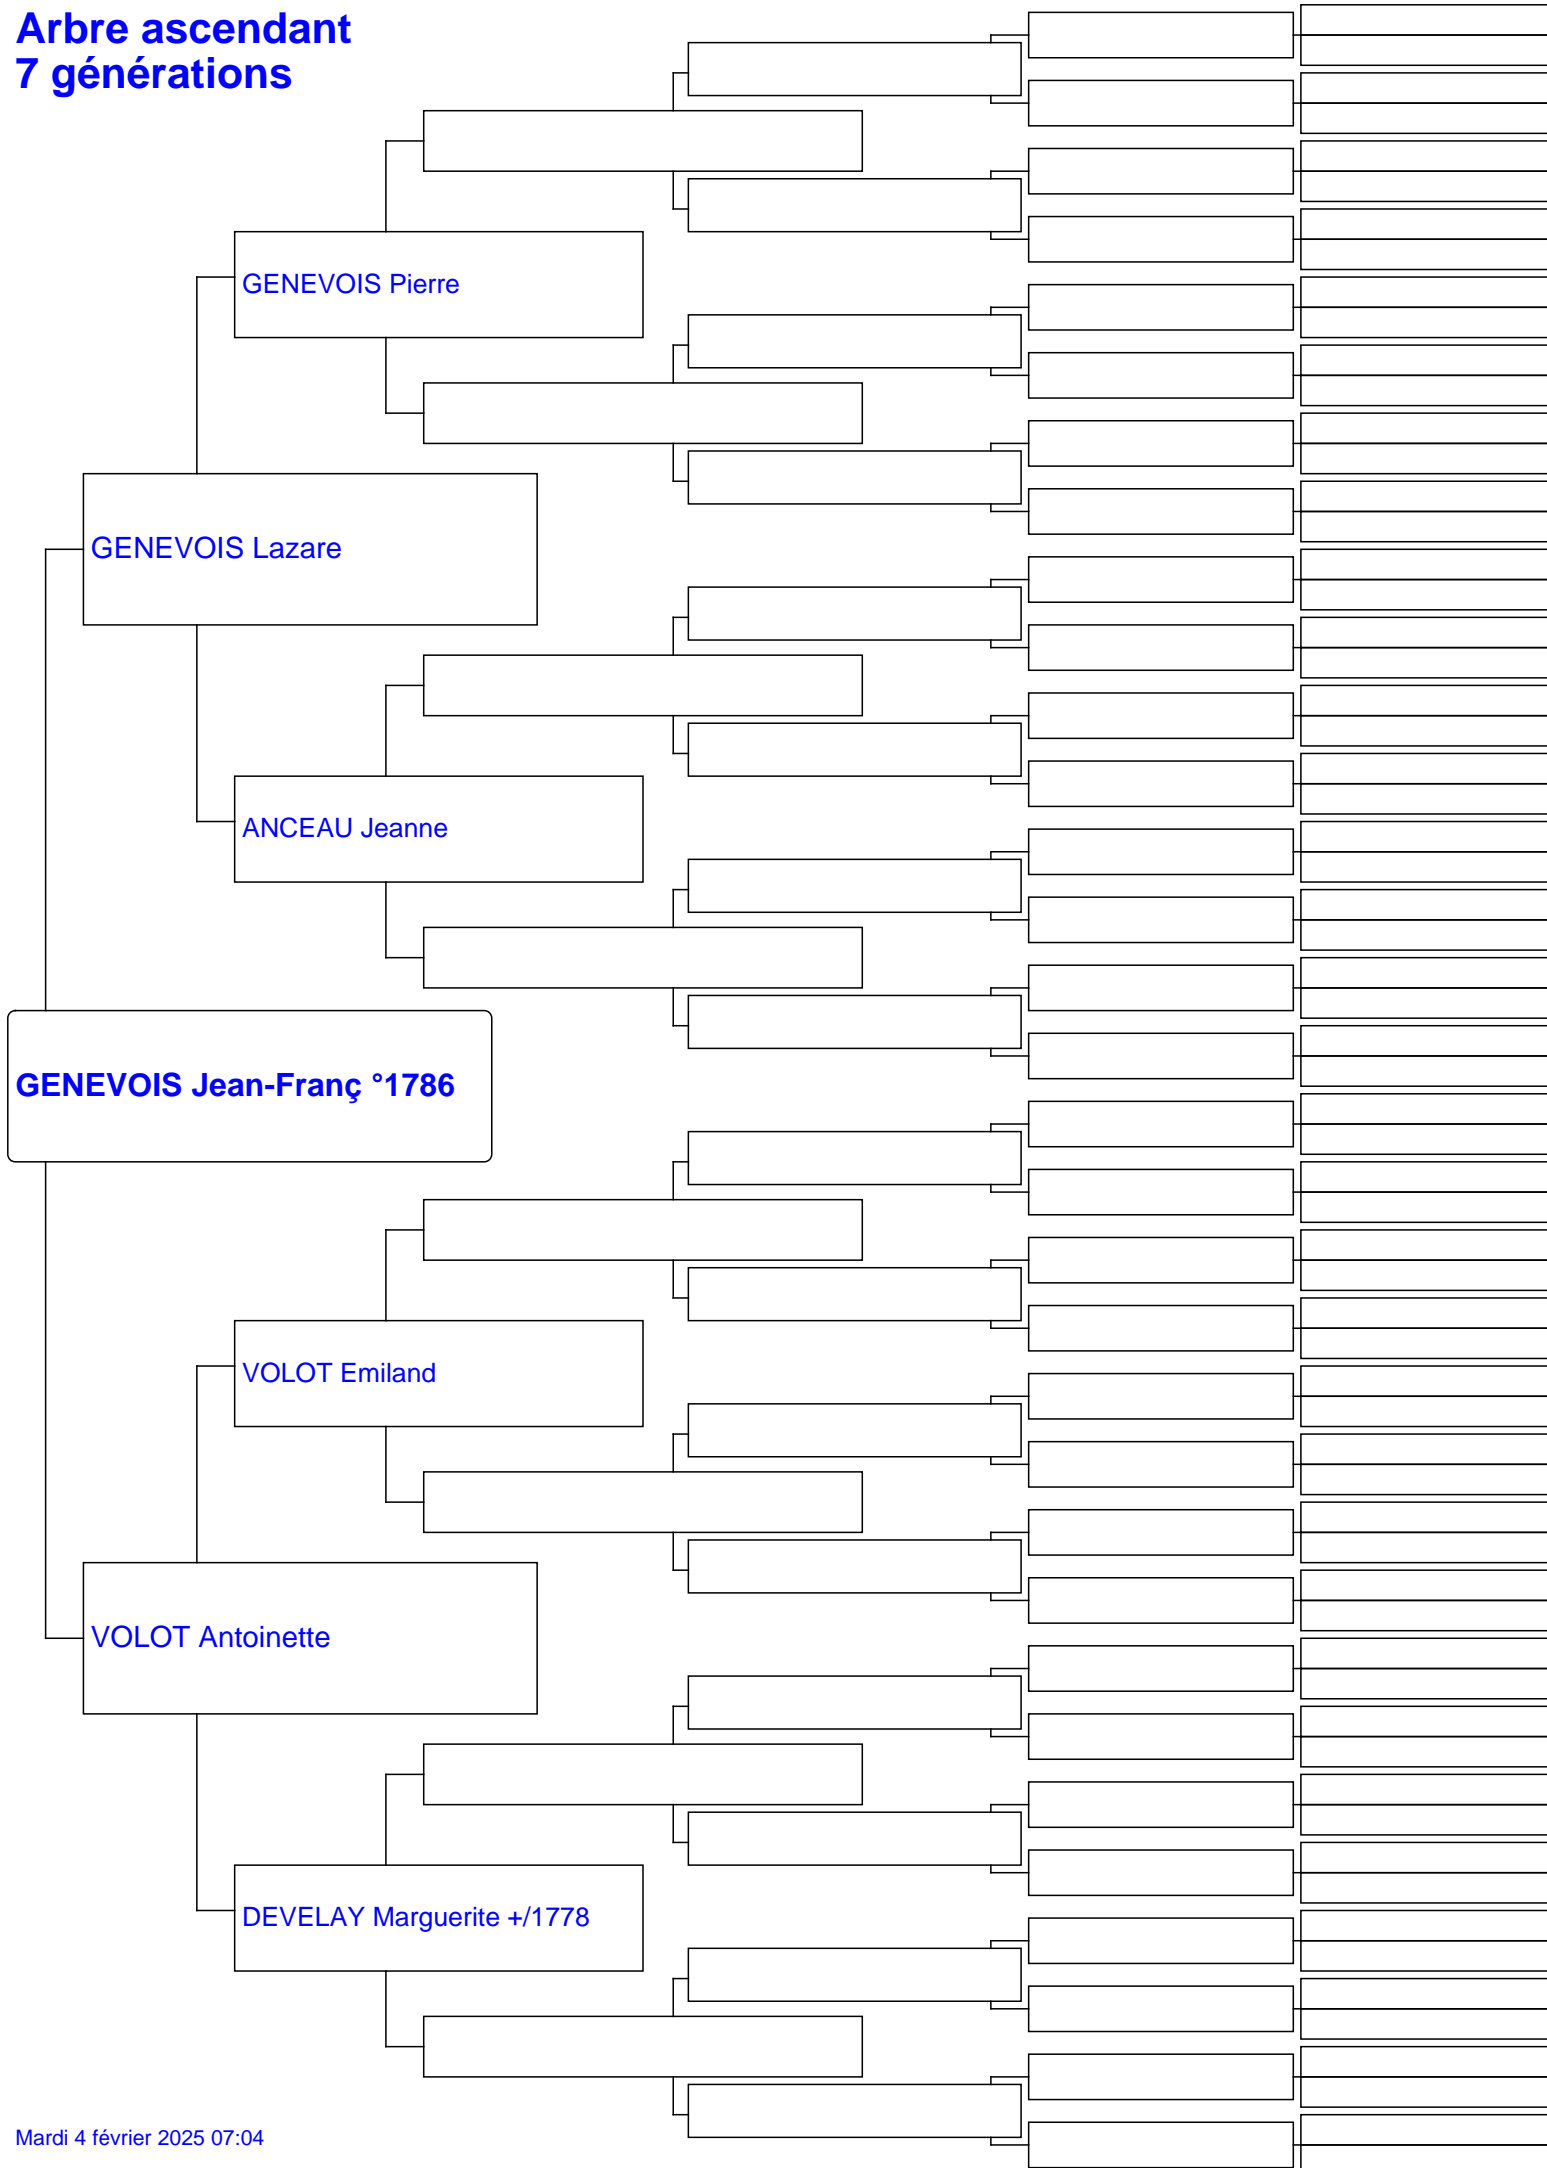 Arbre ascendant
7 générations
GENEVOIS Pierre
GENEVOIS Lazare
ANCEAU Jeanne
GENEVOIS Jean-Franç °1786
VOLOT Emiland
VOLOT Antoinette
DEVELAY Marguerite +/1778
Mardi 4 février 2025 07:04